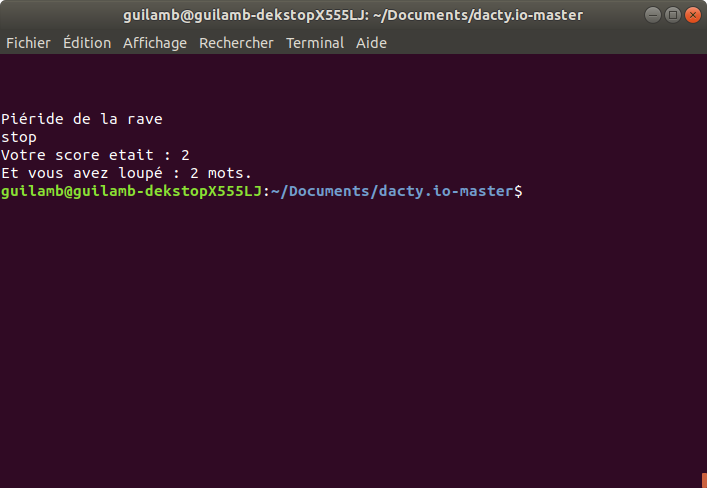 guilamb@guilamb-dekstopX555LJ: ~/Documents/dacty.io-master
Fichier Édition Affichage Rechercher Terminal Aide
Piéride de la rave
stop
Votre score etait : 2
Et vous avez loupé : 2 mots.
guilamb@guilamb-dekstopX555LJ:~/Documents/dacty.io-master$